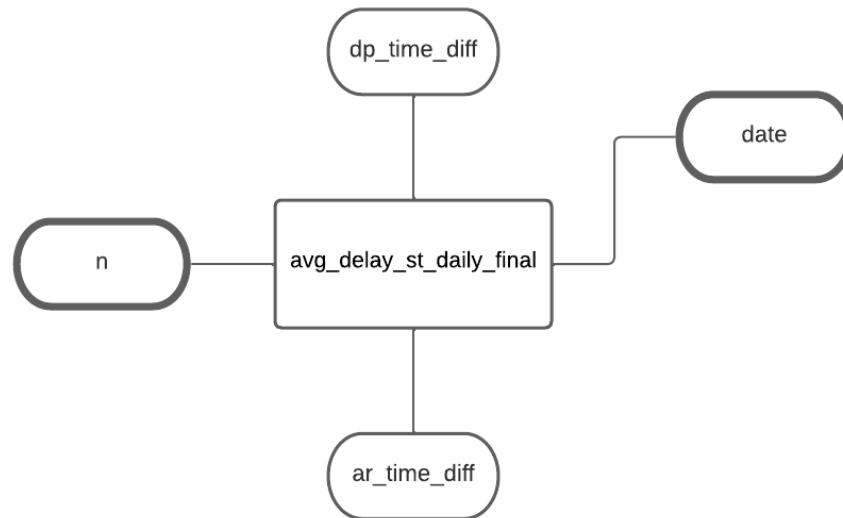 dp_time_diff
date
n
avg_delay_st_daily_final
ar_time_diff